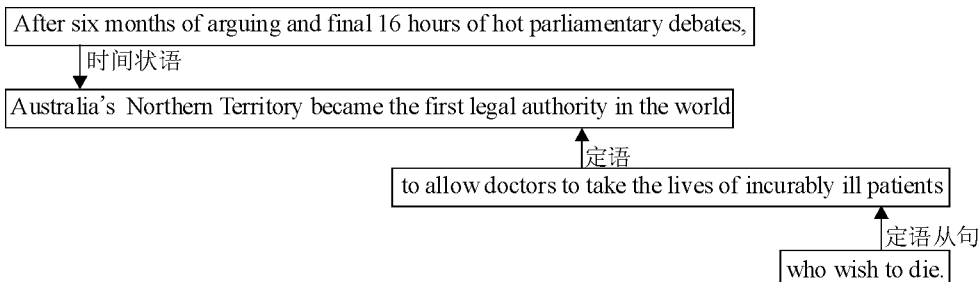 After six months of arguing and final 16 hours of hot parliamentary debates,
时间状语
Australia’s Northern Territory became the first legal authority in the world
定语
to allow doctors to take the lives of incurably ill patients
定语从句
who wish to die.